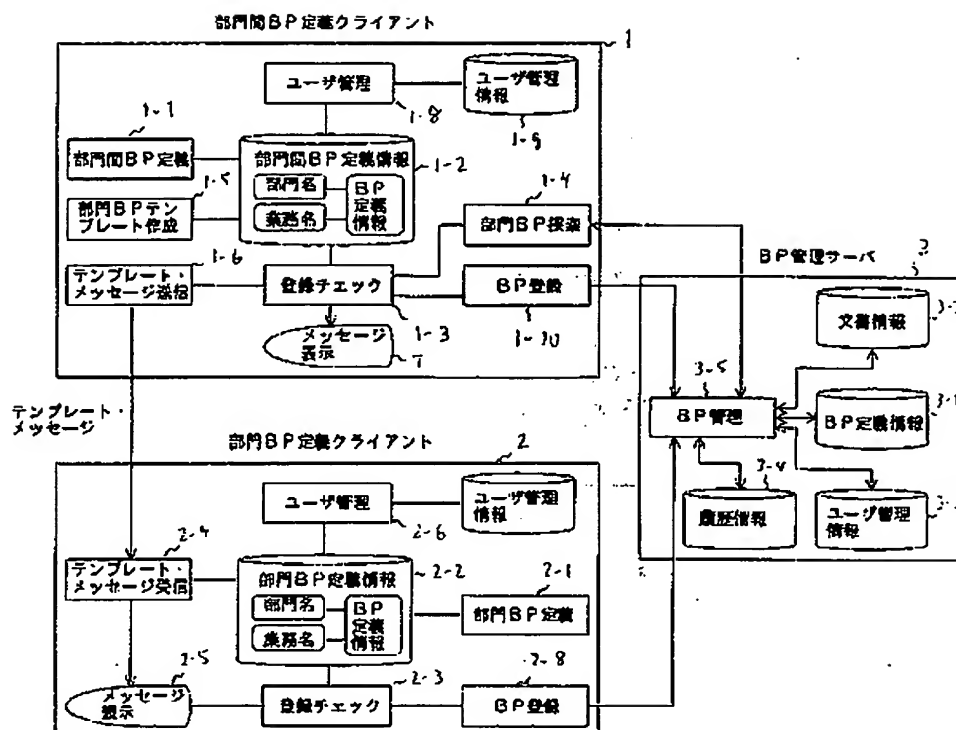 部門間BP定義クライアント
1
ユーザ管理
1-8
ユーザ管理
情報
1-9
1-1
部門間BP定義
部門間BP定義情報
1-2
部門名
業務名
BP
定義
情報
1-5
部門BPテン
プレート作成
1-4
部門BP検索
1-6
テンプレート・
メッセージ送信
登録チェック
1-3
BP登録
1-10
メッセージ
表示
BP管理サーバ
文書情報
3-5
BP管理
BP定義情報
3-4
履歴情報
ユーザ管理
情報
テンプレート・
メッセージ
部門BP定義クライアント
2
ユーザ管理
2-6
ユーザ管理
情報
2-4
テンプレート・
メッセージ受信
部門BP定義情報
2-2
部門名
業務名
BP
定義
情報
2-1
部門BP定義
2-5
メッセージ
表示
登録チェック
2-3
BP登録
2-8